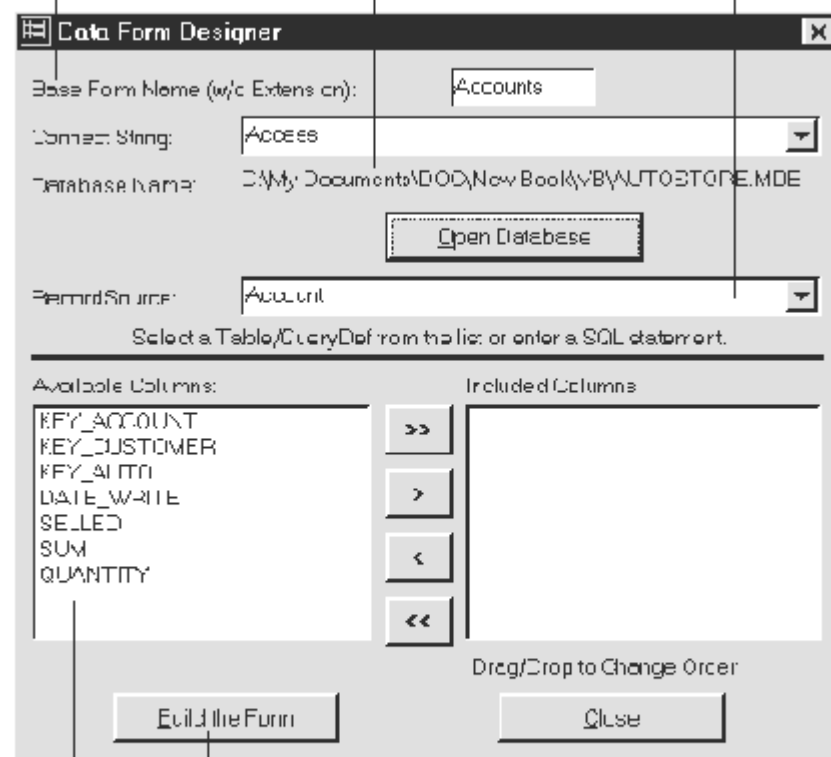 Data Form Designer
Base Form Name (w/o Extension): Accounts
Connect String: Access
Database Name: C:\My Documents\DOC\New Book\VB\AUTOSTORE.MDB
Open Database
RecordSource: Account
Select a Table/QueryDef from the list or enter a SQL statement.
Available Columns: Included Columns
KEY_ACCOUNT
>>
KEY_CUSTOMER
KEY_AUTO
DATE_WRITE
>
SELLED
SUM
<
QUANTITY
<<
Drag/Drop to Change Order
Build the Form Close